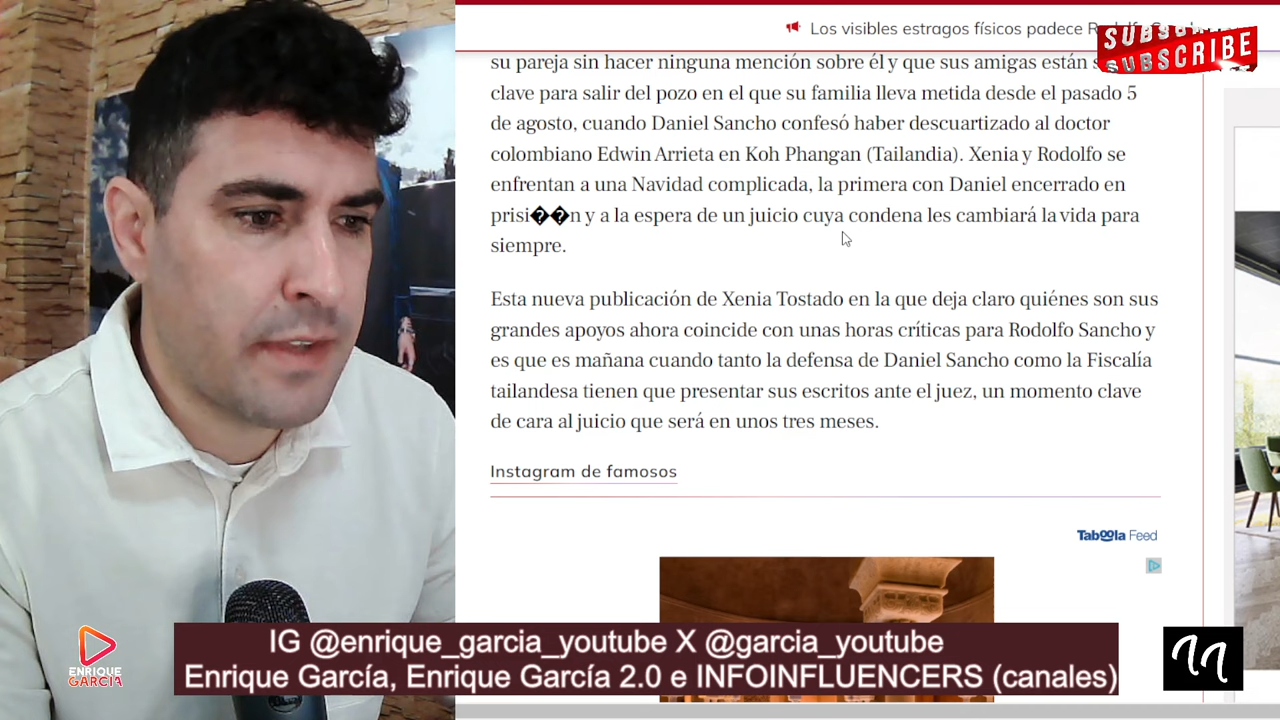 Los visibles estragos físicos padece
SUBSCRIBE
su pareja sin hacer ninguna mención sobre él y que sus amigas están
clave para salir del pozo en el que su familia lleva metida desde el pasado 5
de agosto, cuando Daniel Sancho confesó haber descuartizado al doctor
colombiano Edwin Arrieta en Koh Phangan (Tailandia). Xenia y Rodolfo se
enfrentan a una Navidad complicada, la primera con Daniel encerrado en
prisi��n y a la espera de un juicio cuya condena les cambiará la vida para
siempre.
Esta nueva publicación de Xenia Tostado en la que deja claro quiénes son sus
grandes apoyos ahora coincide con unas horas críticas para Rodolfo Sancho y
es que es mañana cuando tanto la defensa de Daniel Sancho como la Fiscalía
tailandesa tienen que presentar sus escritos ante el juez, un momento clave
de cara al juicio que será en unos tres meses.
Instagram de famosos
Taboola Feed
IG @enrique_garcia_youtube X @garcia_youtube
Enrique García, Enrique García 2.0 e INFOINFLUENCERS (canales)
ENRIQUE
GARCÍA